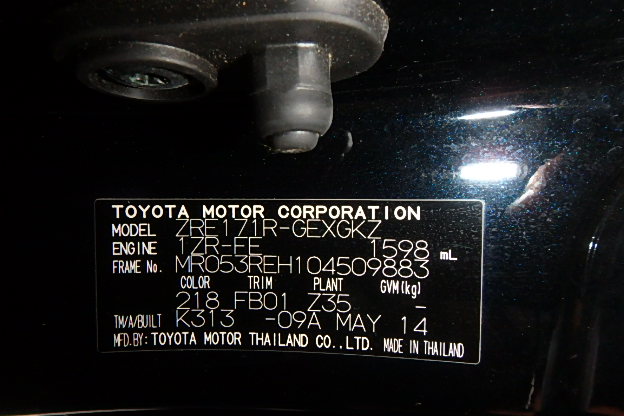 TOYOTA MOTOR CORPORATION
MODEL ZRE171R-GEXGKZ
ENGINE 1ZR-FE 1598 mL
FRAME No. MR053REH104509883
COLOR TRIM PLANT GVM(kg)
218 FB01 Z35 -
TM/A/BUILT K313 -09A MAY 14
MFD.BY: TOYOTA MOTOR THAILAND CO.,LTD. MADE IN THAILAND